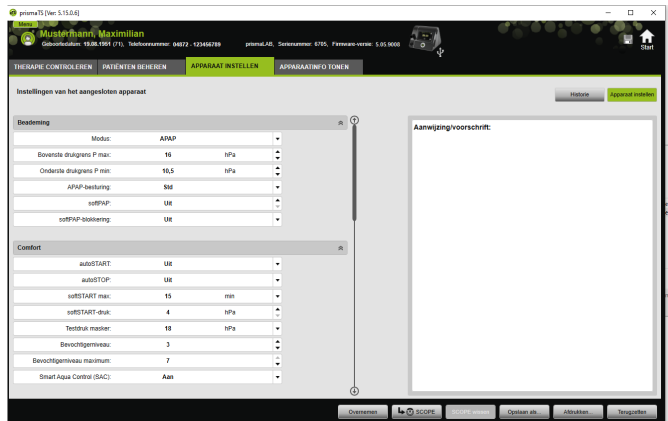 prismaTS [Ver: 5.15.0.6]
Menu
Mustermann, Maximilian
Geboortedatum: 19.08.1951 (71), Telefoonnummer: 04072 - 123456789
prismaLAB, Serienummer: 6705, Firmware-versie: 5.05.9008
Start
THERAPIE CONTROLEREN
PATIËNTEN BEHEREN
APPARAAT INSTELLEN
APPARAATINFO TONEN
Instellingen van het aangesloten apparaat
Historie
Apparaat instellen
Beademing
Modus: APAP
Bovenste drukgrens P max: 16 hPa
Onderste drukgrens P min: 10,5 hPa
APAP-besturing: Std
softPAP: Uit
softPAP-blokkering: Uit
Comfort
autoSTART: Uit
autoSTOP: Uit
softSTART max: 15 min
softSTART-druk: 4 hPa
Testdruk masker: 18 hPa
Bevochtigerniveau: 3
Bevochtigerniveau maximum: 7
Smart Aqua Control (SAC): Aan
Aanwijzing/voorschrift:
Overnemen
SCOPE
SCOPE wissen
Opslaan als...
Afdrukken...
Terugzetten